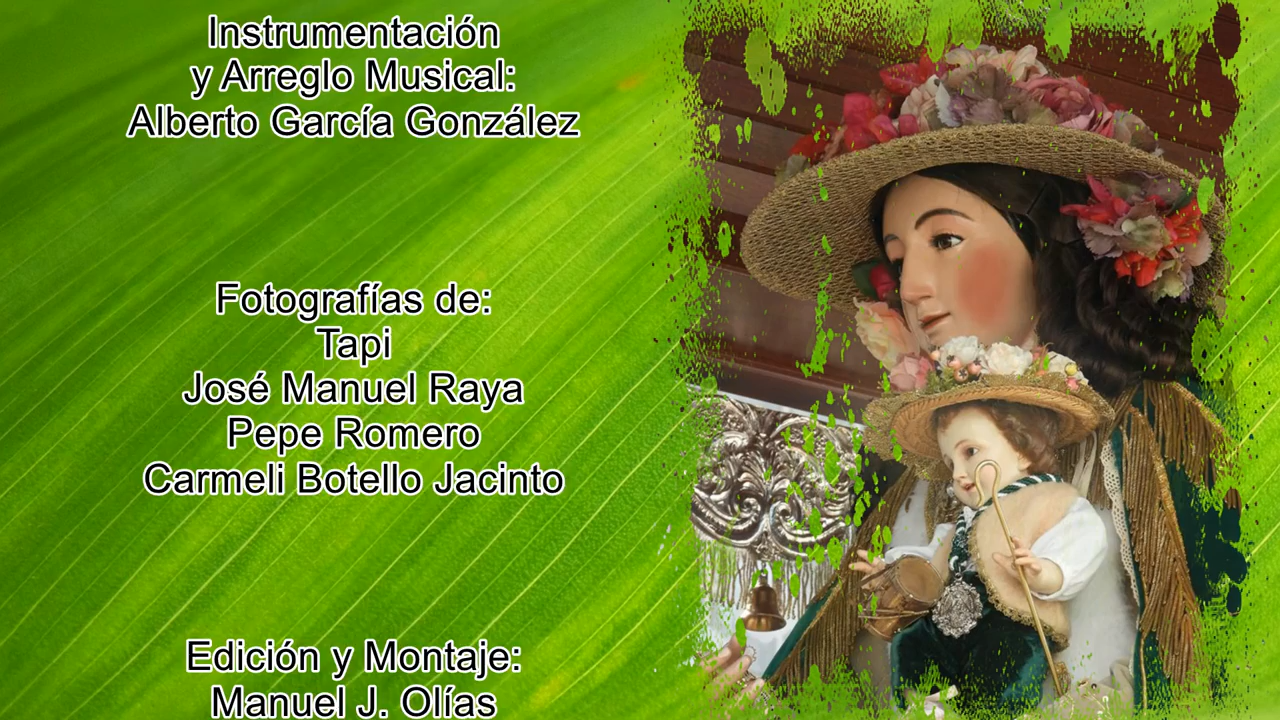 Instrumentación
y Arreglo Musical:
Alberto García González
Fotografías de:
Tapi
José Manuel Raya
Pepe Romero
Carmeli Botello Jacinto
Edición y Montaje:
Manuel J. Olías